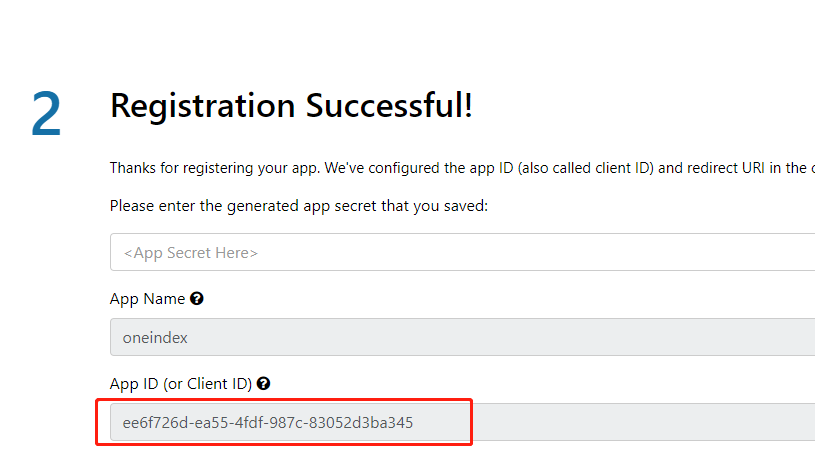 2
Registration Successful!
Thanks for registering your app. We've configured the app ID (also called client ID) and redirect URI in the
Please enter the generated app secret that you saved:
<App Secret Here>
App Name
oneindex
App ID (or Client ID)
ee6f726d-ea55-4fdf-987c-83052d3ba345